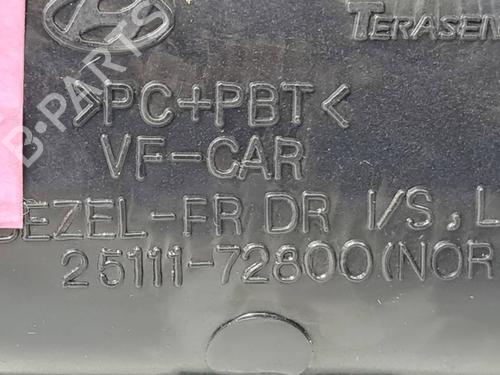 TERASEN
>PC+PBT<
VF-CAR
BEZEL-FR DR I/S, L
25111-72800(NOR
B-PARTS